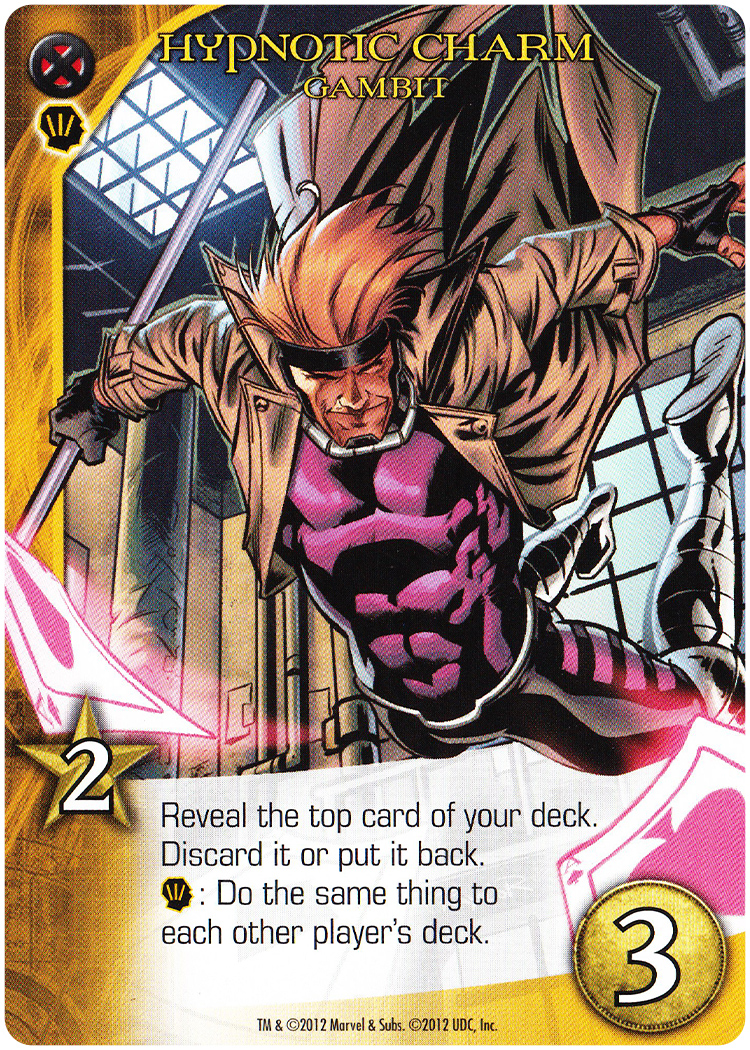 HYPNOTIC CHARM
GAMBIT
2
Reveal the top card of your deck.
Discard it or put it back.
: Do the same thing to
each other player's deck.
3
TM & ©2012 Marvel & Subs. ©2012 UDC, Inc.